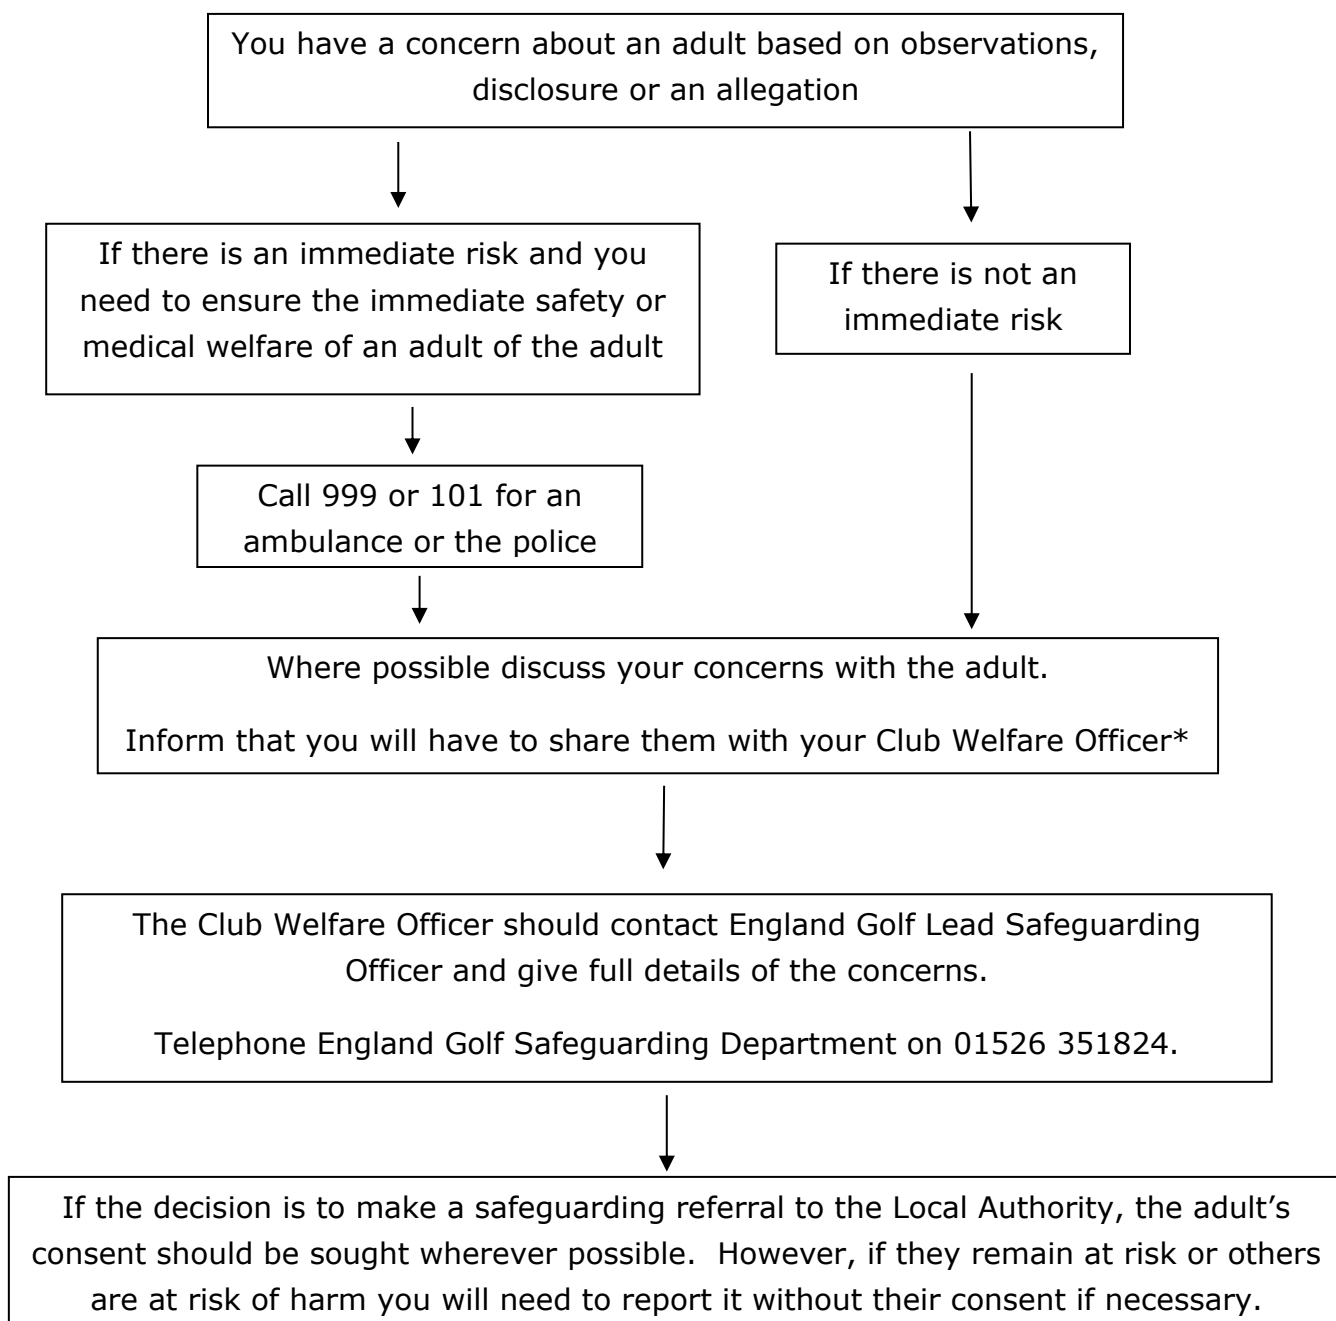 You have a concern about an adult based on observations,
disclosure or an allegation
If there is an immediate risk and you
need to ensure the immediate safety or
medical welfare of an adult of the adult
If there is not an
immediate risk
Call 999 or 101 for an
ambulance or the police
Where possible discuss your concerns with the adult.
Inform that you will have to share them with your Club Welfare Officer*
The Club Welfare Officer should contact England Golf Lead Safeguarding
Officer and give full details of the concerns.
Telephone England Golf Safeguarding Department on 01526 351824.
If the decision is to make a safeguarding referral to the Local Authority, the adult’s
consent should be sought wherever possible.  However, if they remain at risk or others
are at risk of harm you will need to report it without their consent if necessary.